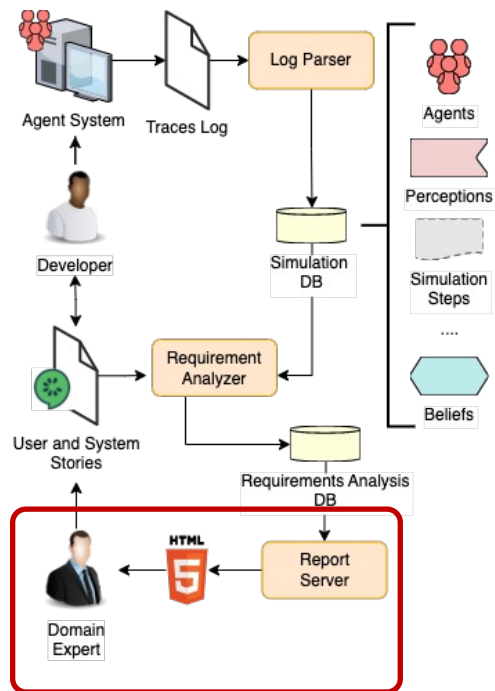 Agent System
Traces Log
Log Parser
Agents
Perceptions
Simulation
Steps
....
Beliefs
Developer
Simulation
DB
Requirement
Analyzer
User and System
Stories
Requirements Analysis
DB
HTML
5
Report
Server
Domain
Expert